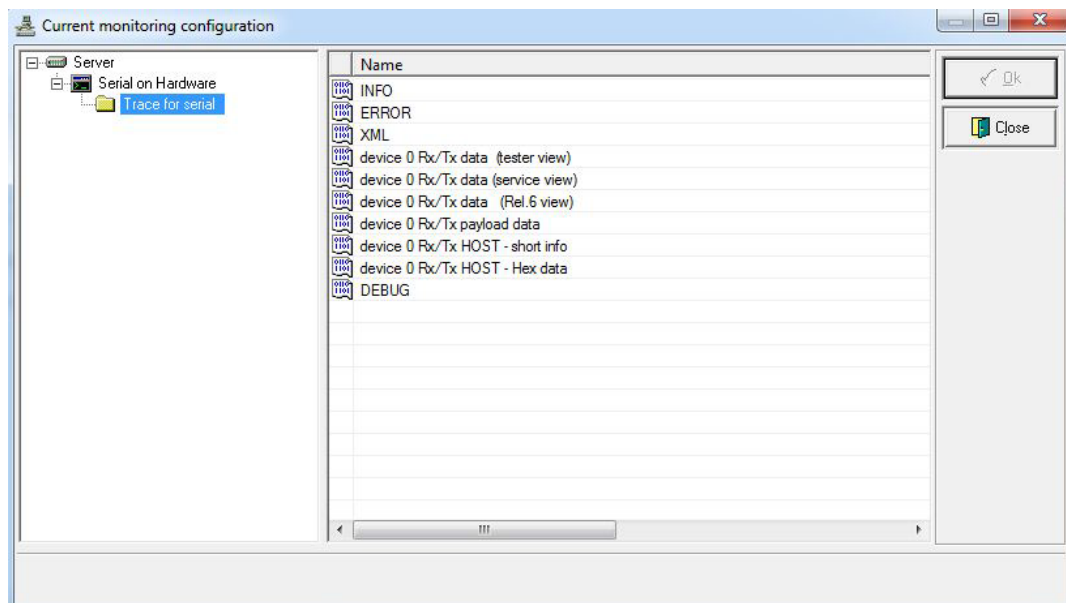 Current monitoring configuration
Server
Serial on Hardware
Trace for serial
Name
INFO
ERROR
XML
device 0 Rx/Tx data (tester view)
device 0 Rx/Tx data (service view)
device 0 Rx/Tx data (Rel.6 view)
device 0 Rx/Tx payload data
device 0 Rx/Tx HOST - short info
device 0 Rx/Tx HOST - Hex data
DEBUG
Ok
Close